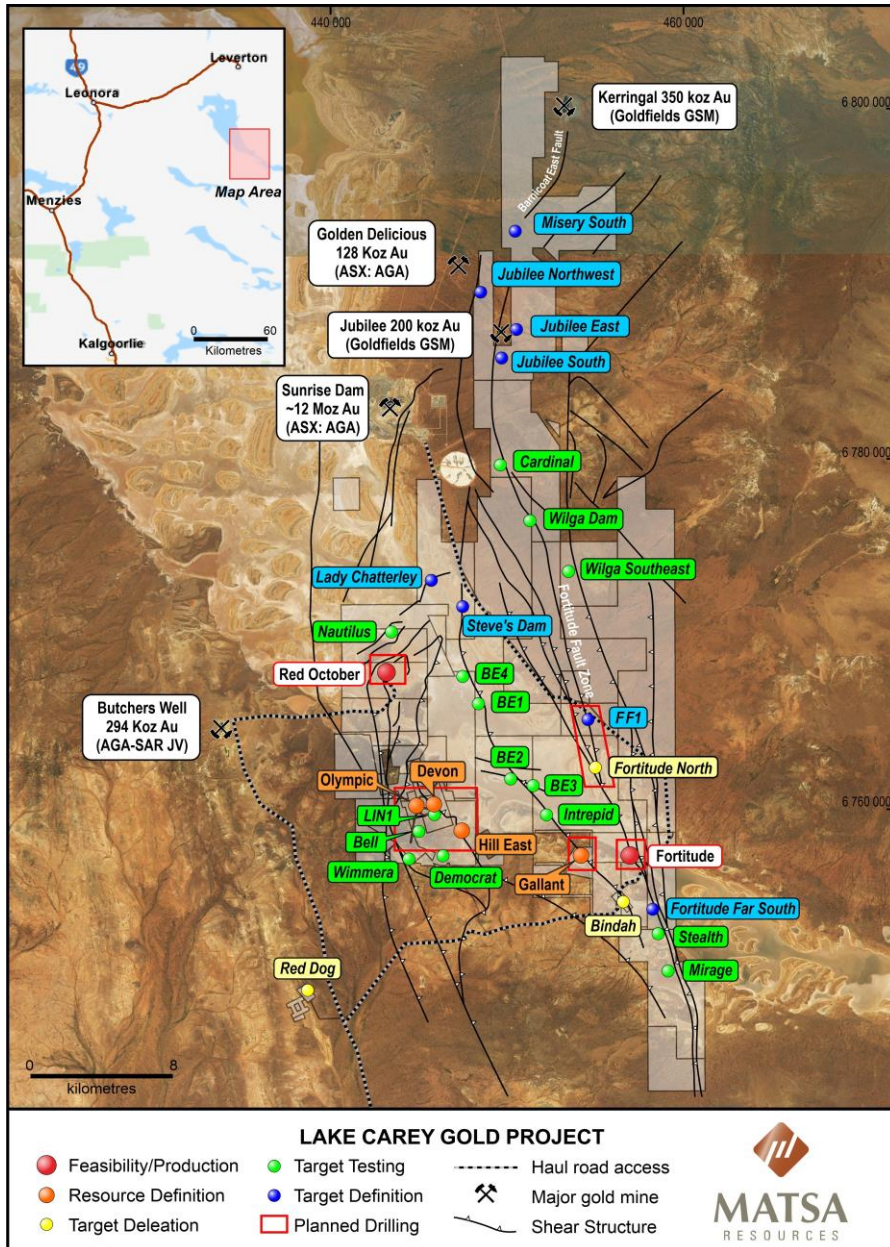 440 000
460 000
6 800 000
6 780 000
6 760 000
Leverton
Leonora
Menzies
Map Area
Kalgoorlie
0 60
Kilometres
Kerringal 350 koz Au
(Goldfields GSM)
Barnicoat East Fault
Misery South
Golden Delicious
128 Koz Au
(ASX: AGA)
Jubilee Northwest
Jubilee 200 koz Au
(Goldfields GSM)
Jubilee East
Jubilee South
Sunrise Dam
~12 Moz Au
(ASX: AGA)
Cardinal
Wilga Dam
Wilga Southeast
Lady Chatterley
Steve's Dam
Nautilus
Fortitude Fault Zone
Red October
BE4
BE1
Butchers Well
294 Koz Au
(AGA-SAR JV)
FF1
BE2
Fortitude North
Olympic
Devon
BE3
LIN1
Intrepid
Bell
Hill East
Fortitude
Wimmera
Democrat
Gallant
Bindah
Fortitude Far South
Stealth
Red Dog
Mirage
0 8
kilometres
LAKE CAREY GOLD PROJECT
Feasibility/Production
Target Testing
Haul road access
Resource Definition
Target Definition
Major gold mine
Target Deleation
Planned Drilling
Shear Structure
MATSA
RESOURCES